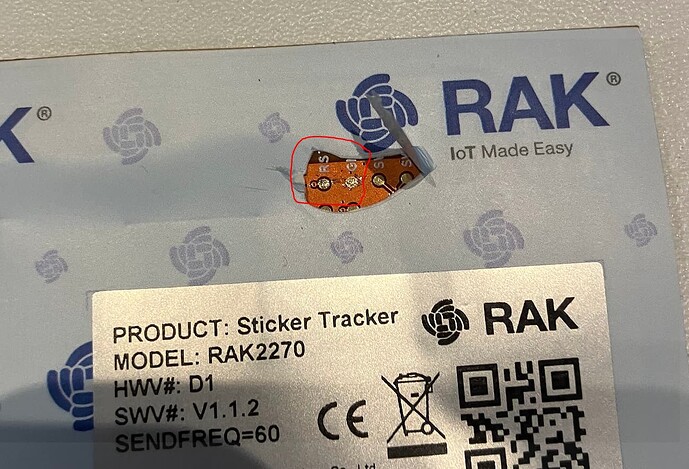 K®
RAK®
IoT Made Easy
RS
PRODUCT: Sticker Tracker
RAK
MODEL: RAK2270
HWV#: D1
SWV#: V1.1.2
SENDFREQ=60
CE